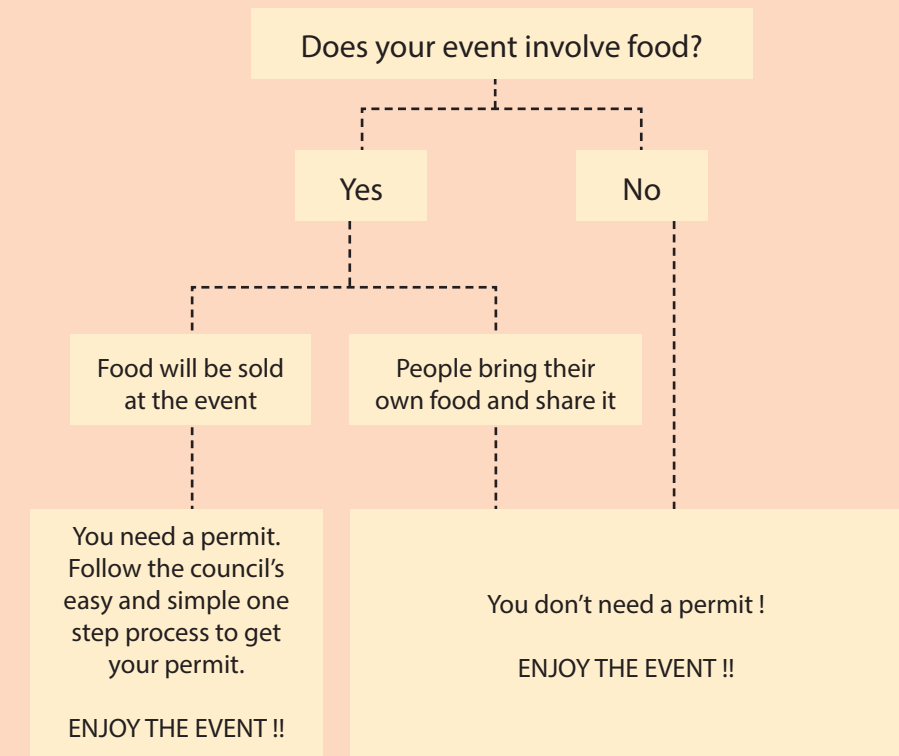 Does your event involve food?
Yes
No
Food will be sold
at the event
People bring their
own food and share it
You need a permit.
Follow the council’s
easy and simple one
step process to get
your permit.
ENJOY THE EVENT !!
You don’t need a permit !
ENJOY THE EVENT !!